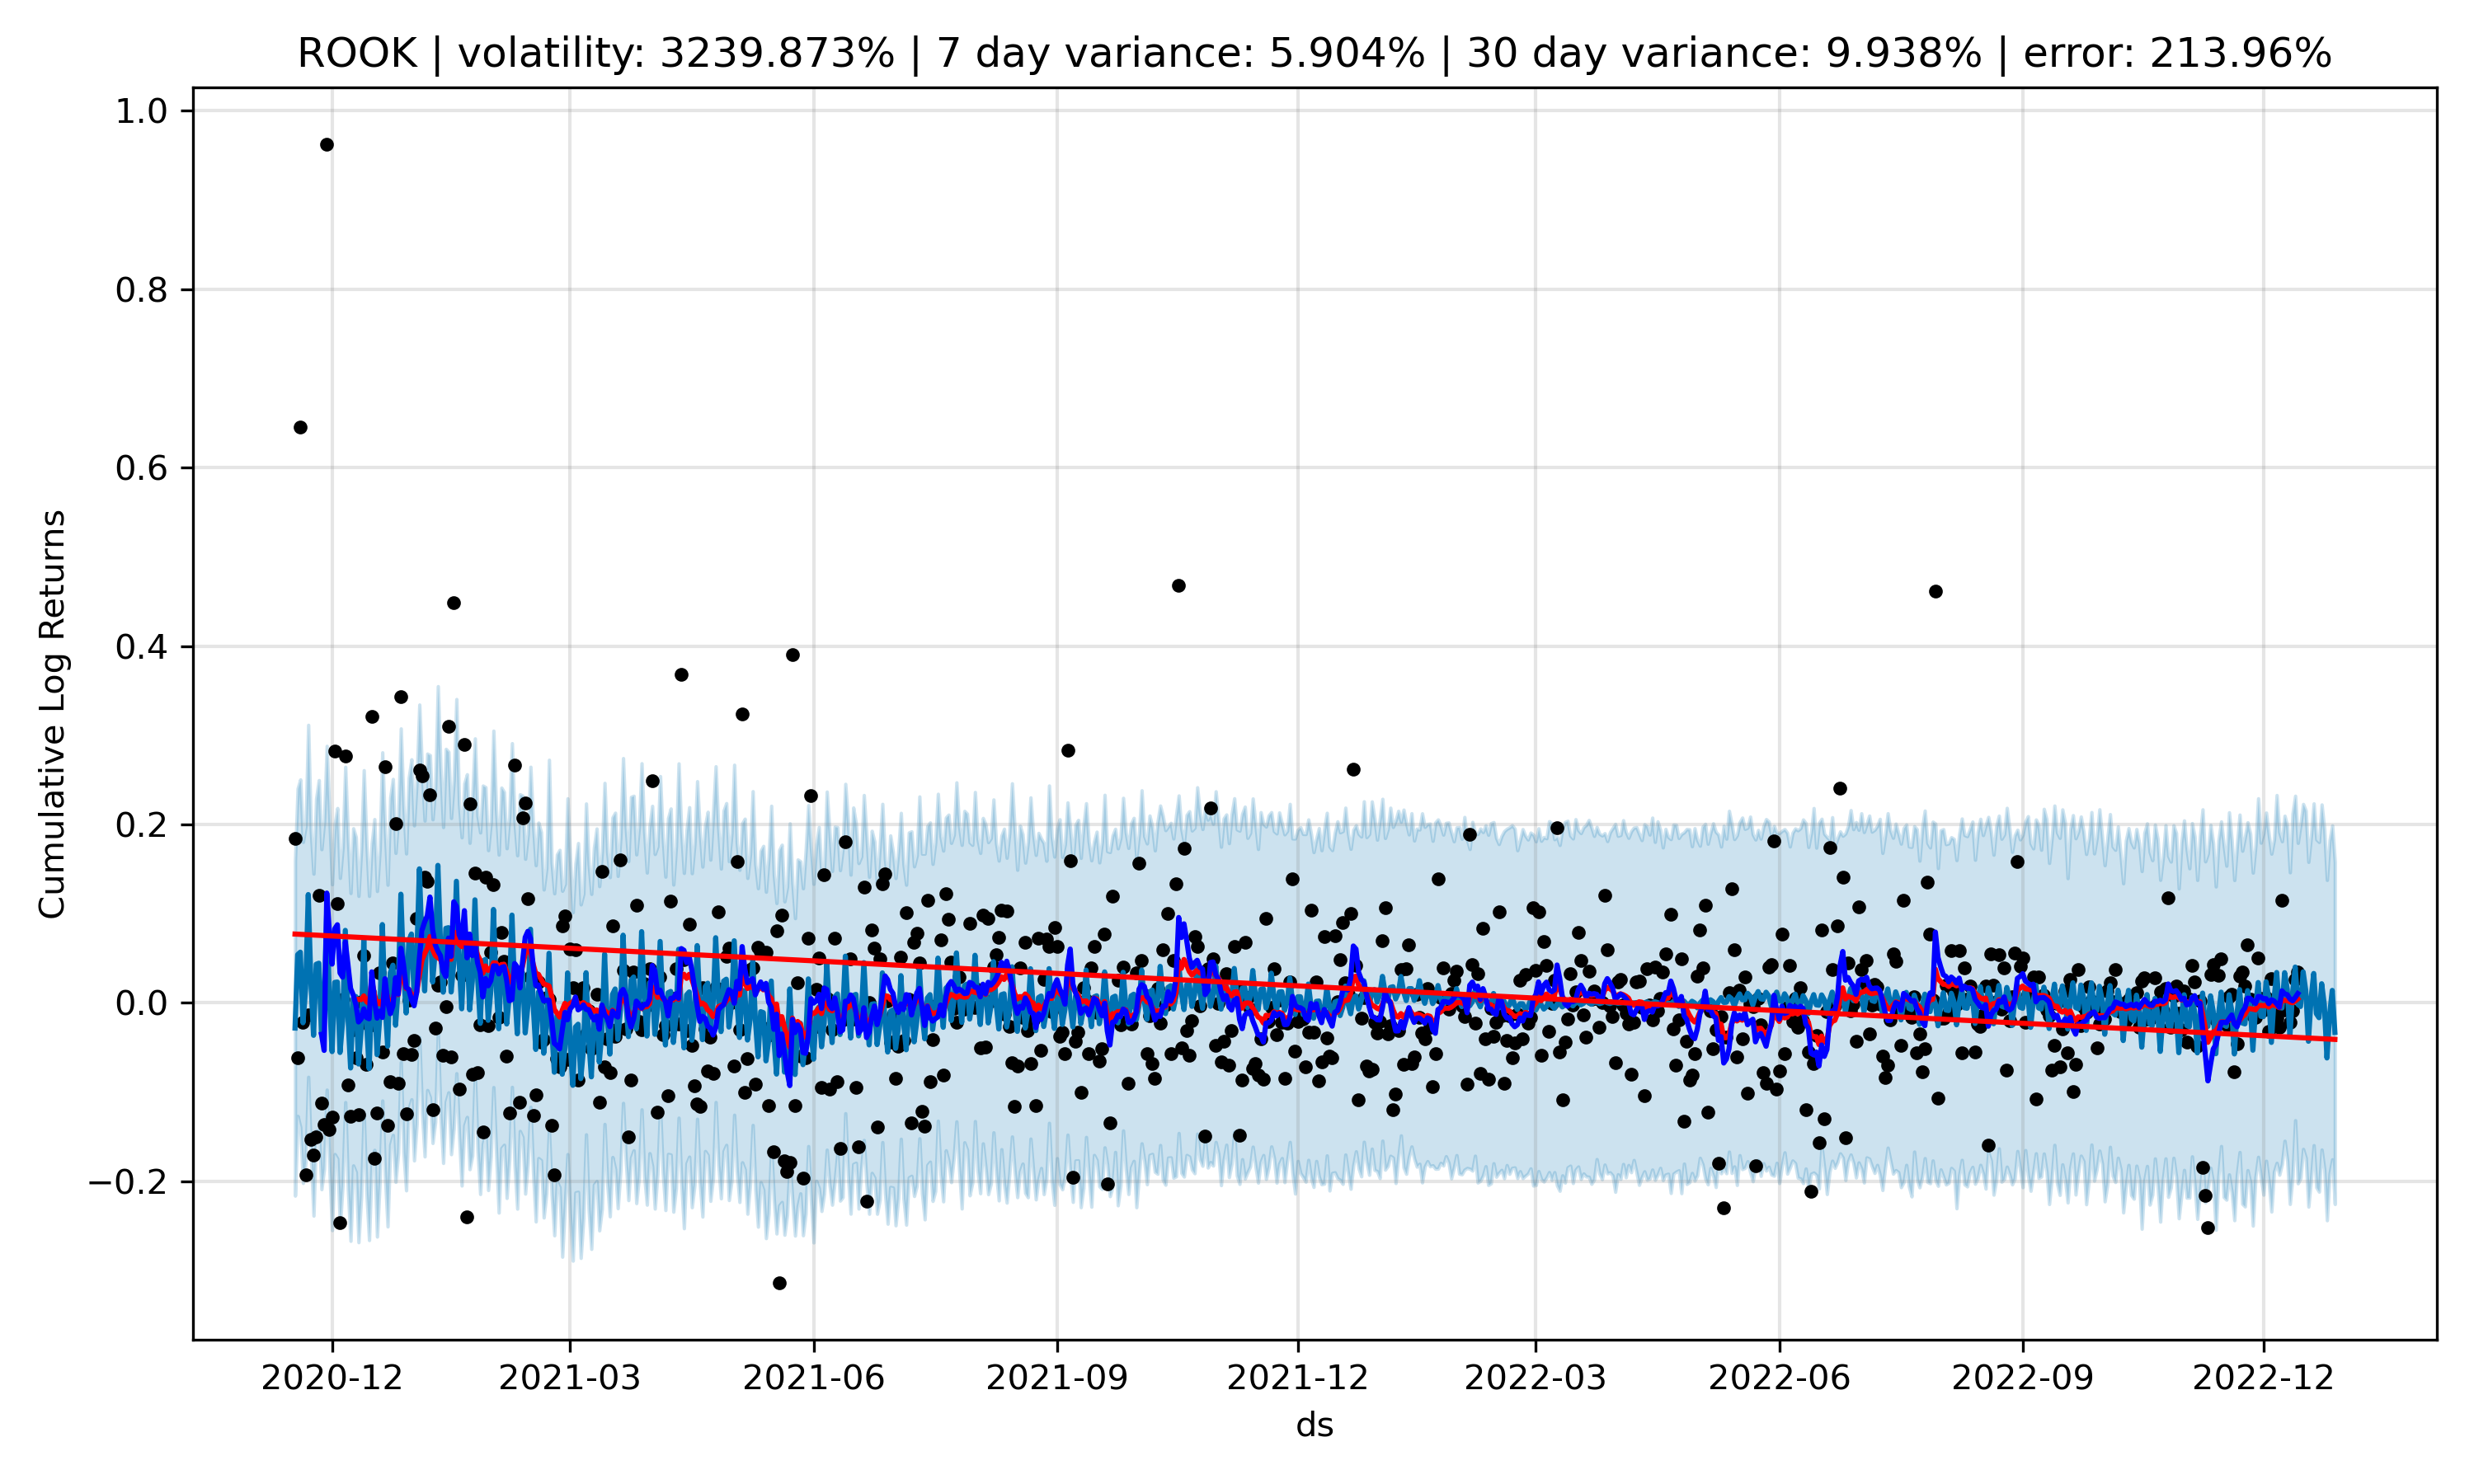 ROOK | volatility: 3239.873% | 7 day variance: 5.904% | 30 day variance: 9.938% | error: 213.96%
1.0
0.8
0.6
0.4
0.2
0.0
−0.2
Cumulative Log Returns
2020-12 2021-03 2021-06 2021-09 2021-12 2022-03 2022-06 2022-09 2022-12
ds